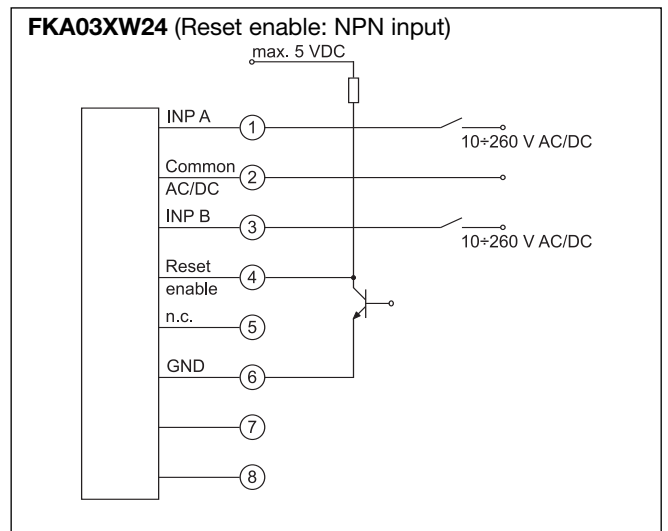 FKA03XW24 (Reset enable: NPN input)
max. 5 VDC
INP A
1
10÷260 V AC/DC
Common
AC/DC
2
INP B
3
10÷260 V AC/DC
Reset
enable
4
n.c.
5
GND
6
7
8